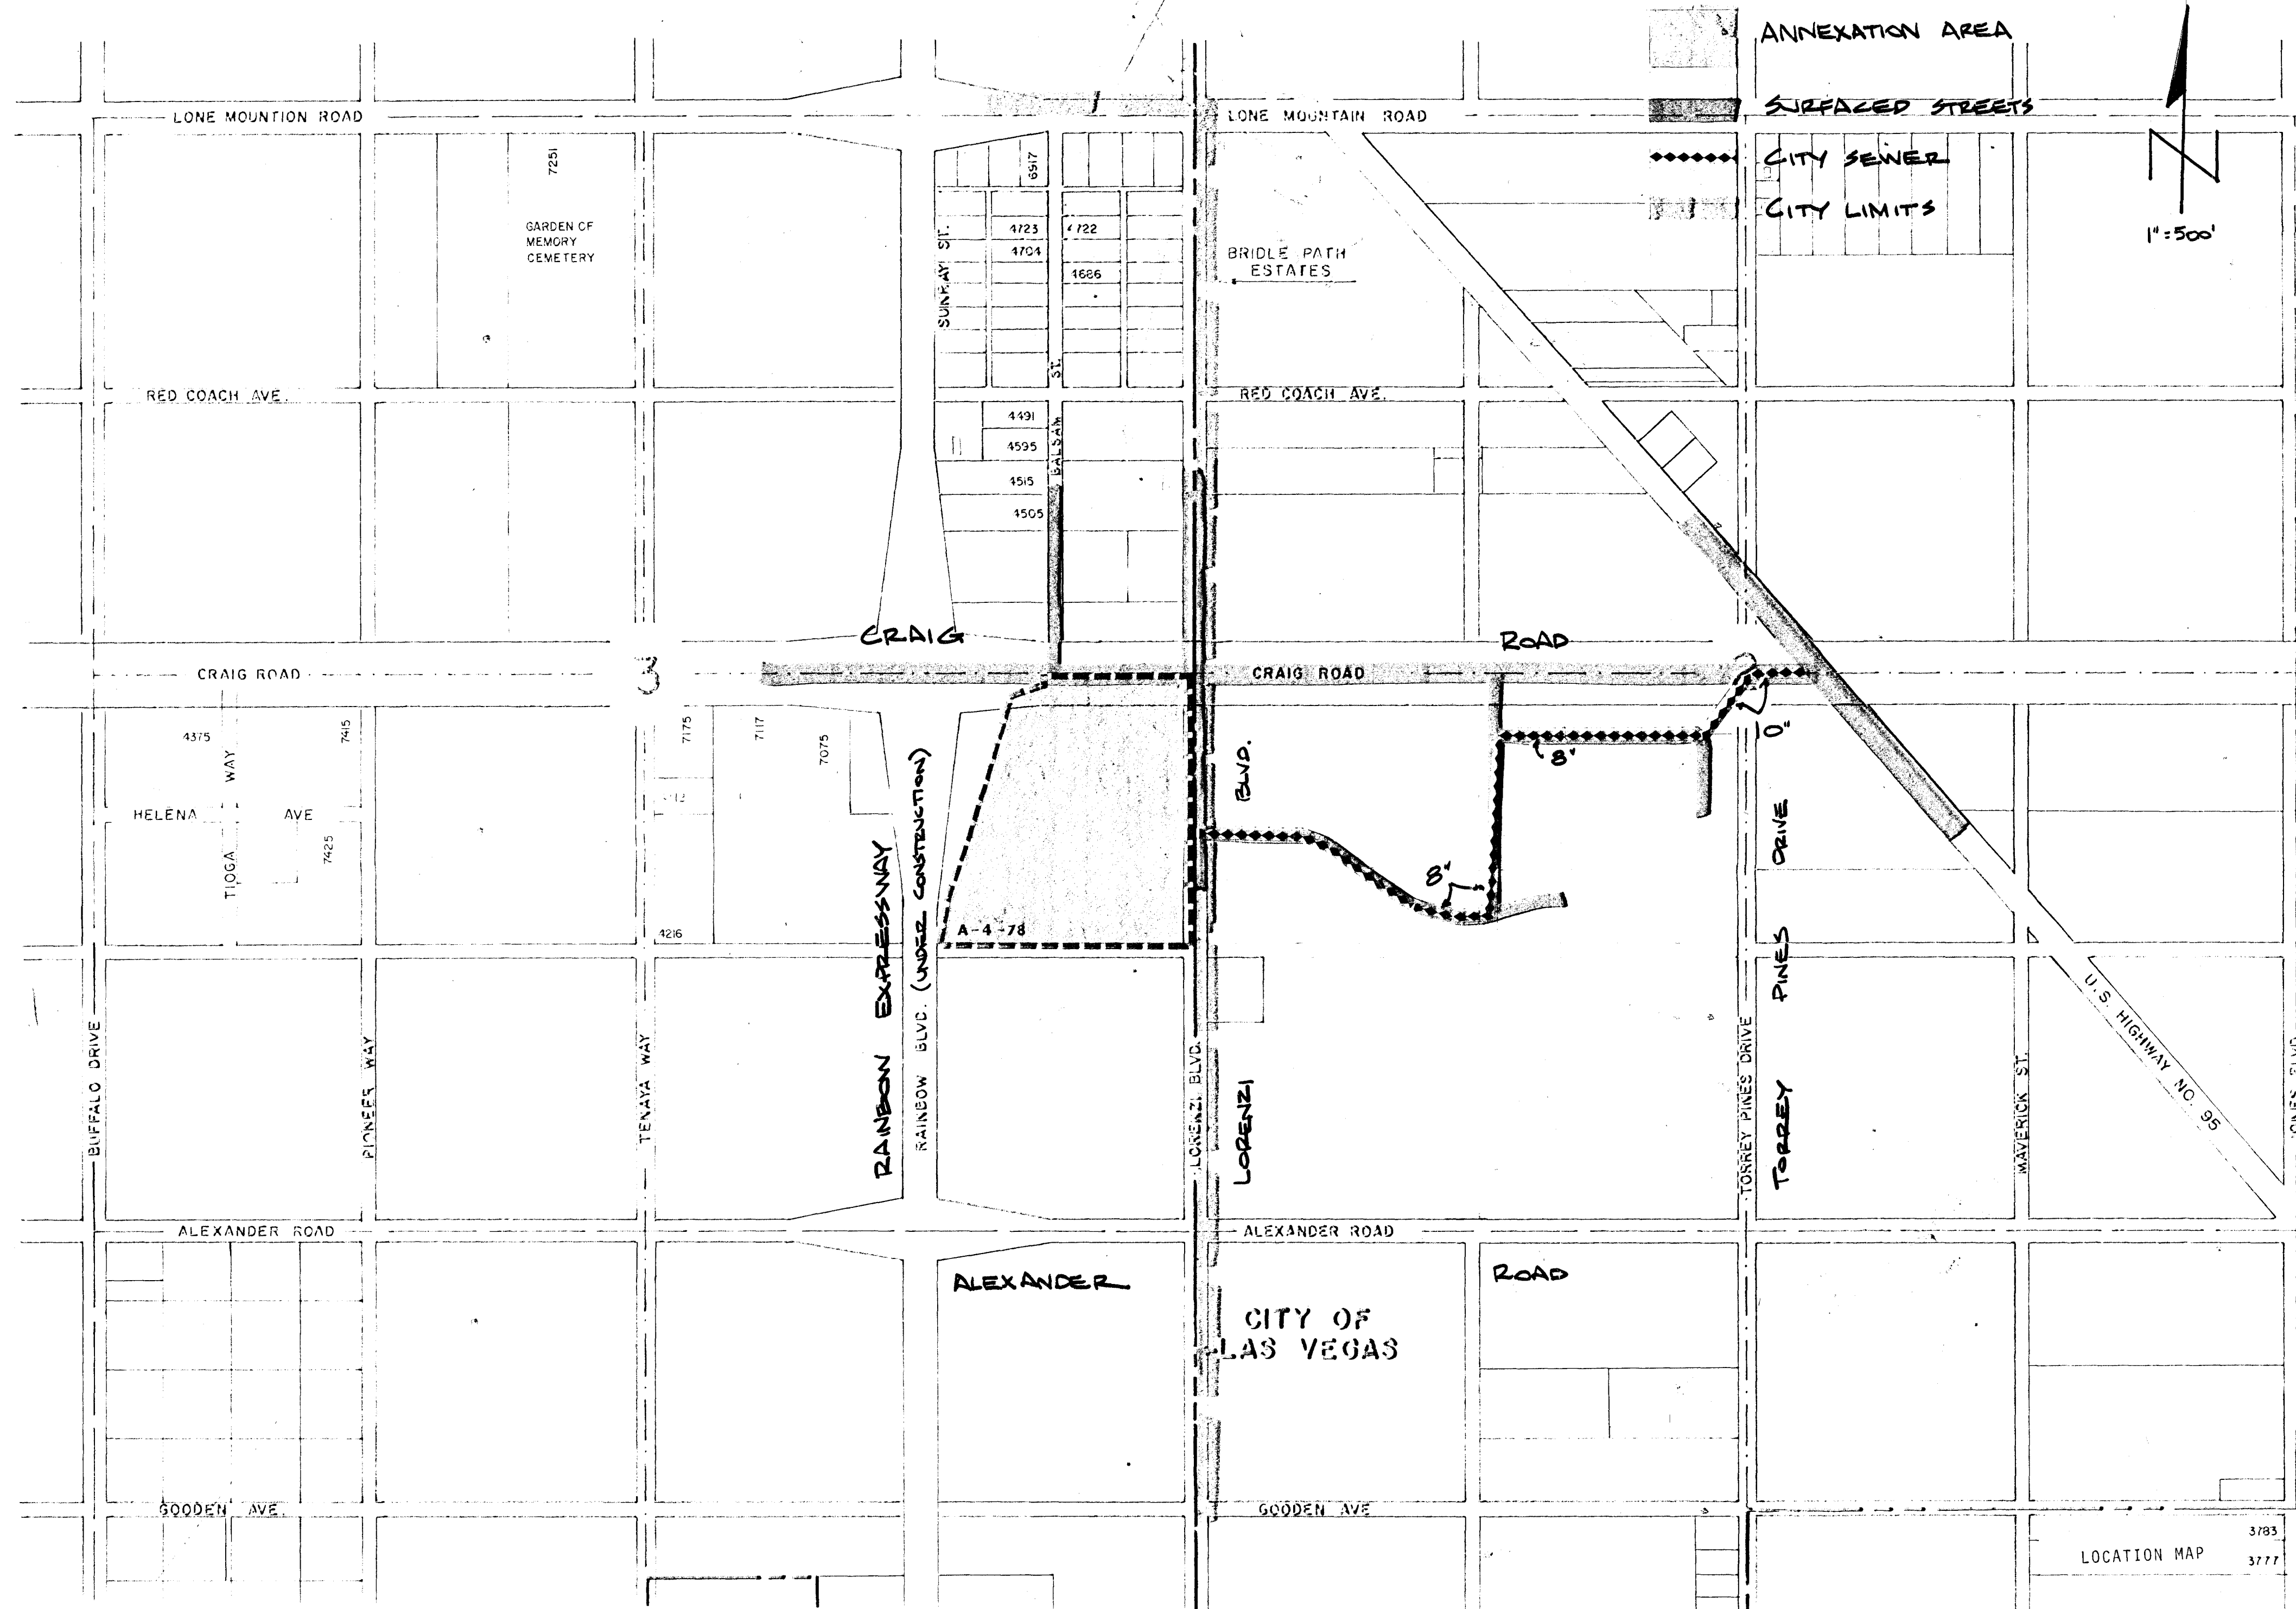 ANNEXATION AREA
SURFACED STREETS
CITY SEWER
CITY LIMITS
N
1":500'
LONE MOUNTION ROAD
LONE MOUNTAIN ROAD
7251
6917
GARDEN OF
MEMORY
CEMETERY
SUNRAY ST.
4723
4722
4704
4686
BRIDLE PATH
ESTATES
RED COACH AVE.
RED COACH AVE.
BALSAM ST.
4491
4595
4515
4505
CRAIG
ROAD
CRAIG ROAD
3
CRAIG ROAD
4375
7415
7175
7117
7075
TIOGA WAY
HELENA AVE
7425
4216
8"
10"
8"
A-4-78
BLVD.
LORENZI
RAINBOW EXPRESSWAY
RAINBOW BLVD. (UNDER CONSTRUCTION)
BUFFALO DRIVE
PIONEER WAY
TENAYA WAY
LORENZI BLVD.
TORREY PINES DRIVE
TORREY PINES DRIVE
MAVERICK ST.
U.S. HIGHWAY NO. 95
JONES BLVD.
ALEXANDER ROAD
ALEXANDER ROAD
ALEXANDER
ROAD
CITY OF
LAS VEGAS
GOODEN AVE.
GOODEN AVE
LOCATION MAP
3783
3777